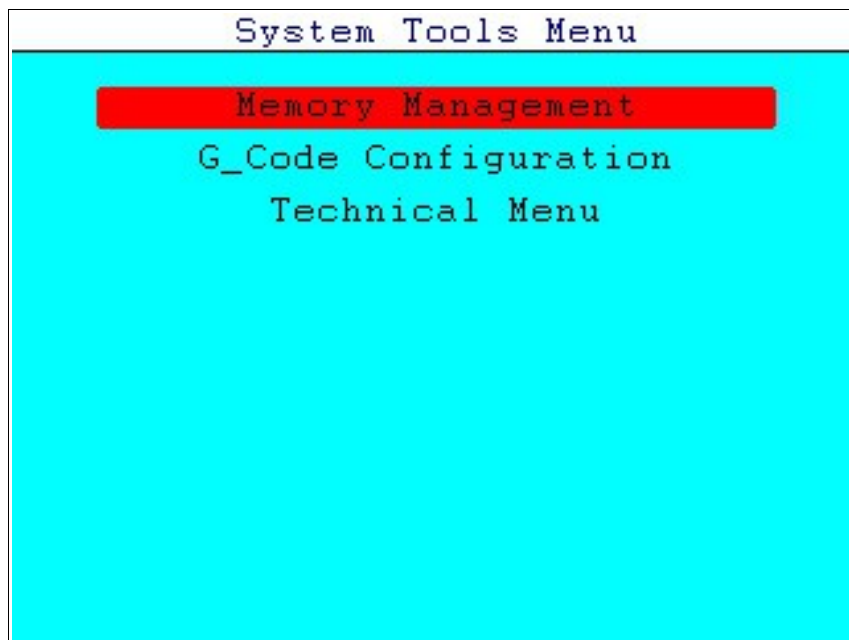 System Tools Menu
Memory Management
G_Code Configuration
Technical Menu